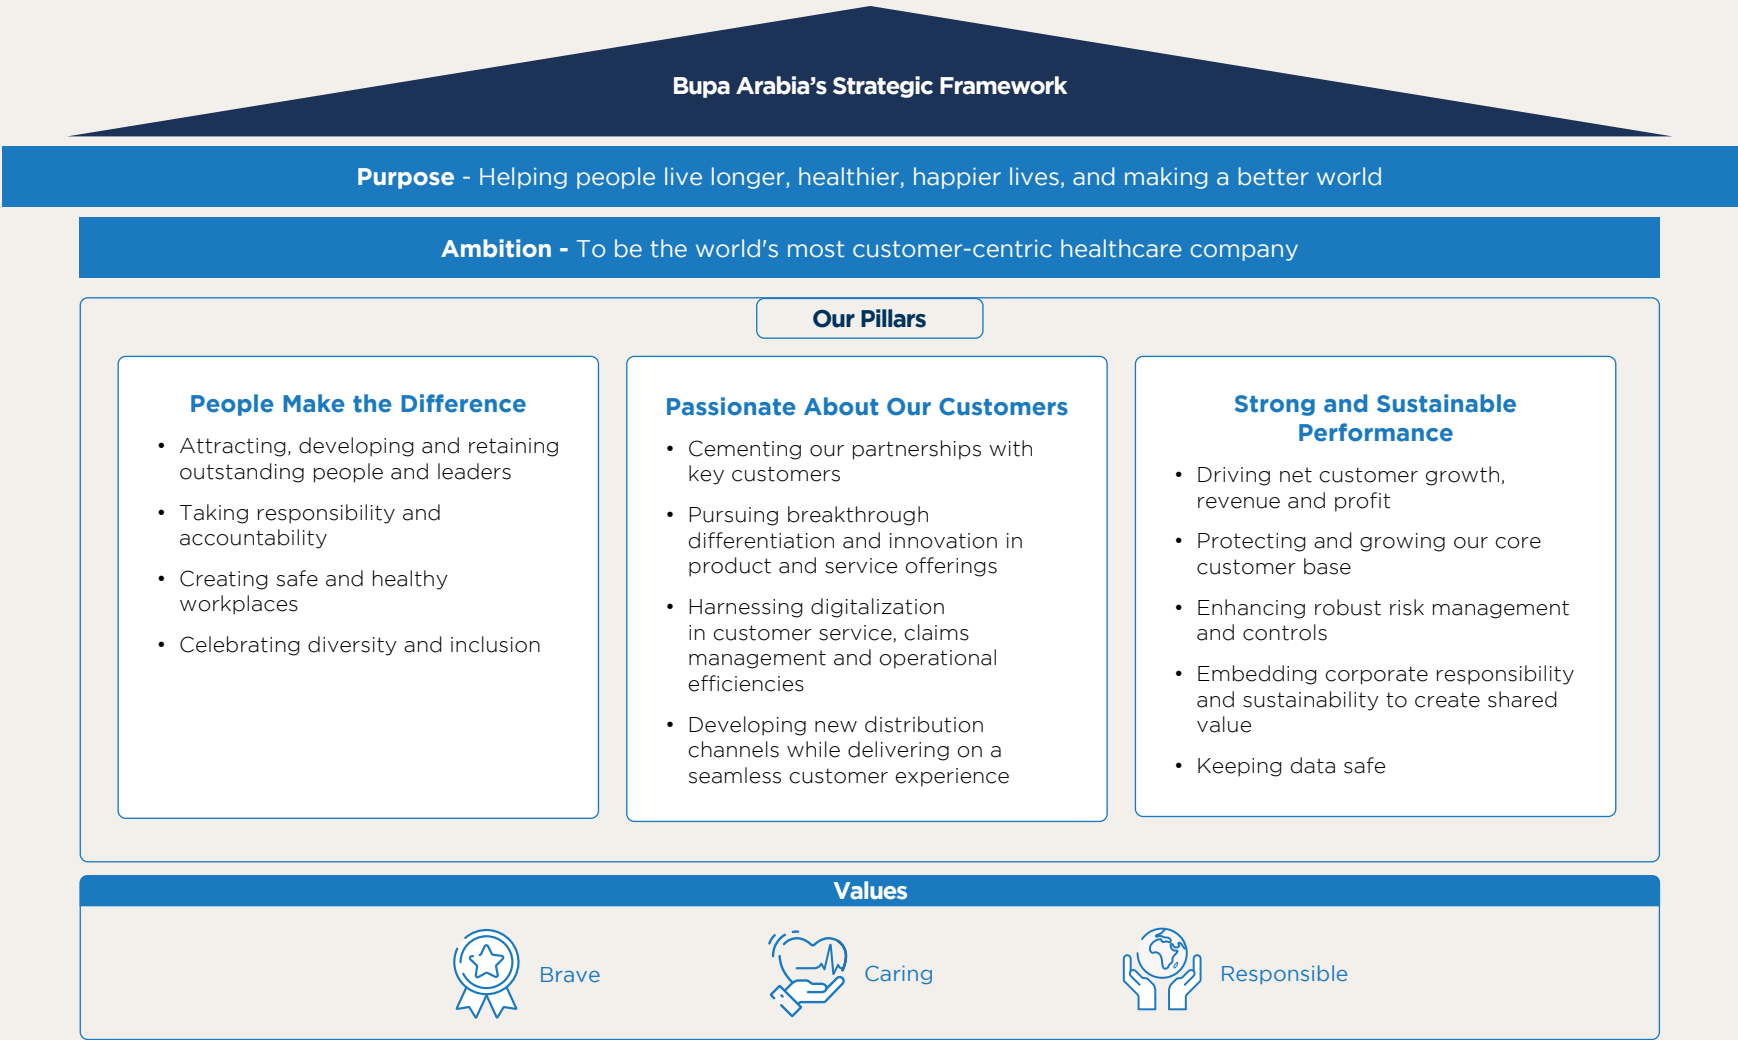 Bupa Arabia’s Strategic Framework
Purpose - Helping people live longer, healthier, happier lives, and making a better world
Ambition - To be the world's most customer-centric healthcare company
Our Pillars
People Make the Difference
• Attracting, developing and retaining
outstanding people and leaders
• Taking responsibility and
accountability
• Creating safe and healthy
workplaces
• Celebrating diversity and inclusion
Passionate About Our Customers
• Cementing our partnerships with
key customers
• Pursuing breakthrough
differentiation and innovation in
product and service offerings
• Harnessing digitalization
in customer service, claims
management and operational
efficiencies
• Developing new distribution
channels while delivering on a
seamless customer experience
Strong and Sustainable
Performance
• Driving net customer growth,
revenue and profit
• Protecting and growing our core
customer base
• Enhancing robust risk management
and controls
• Embedding corporate responsibility
and sustainability to create shared
value
• Keeping data safe
Values
Brave
Caring
Responsible